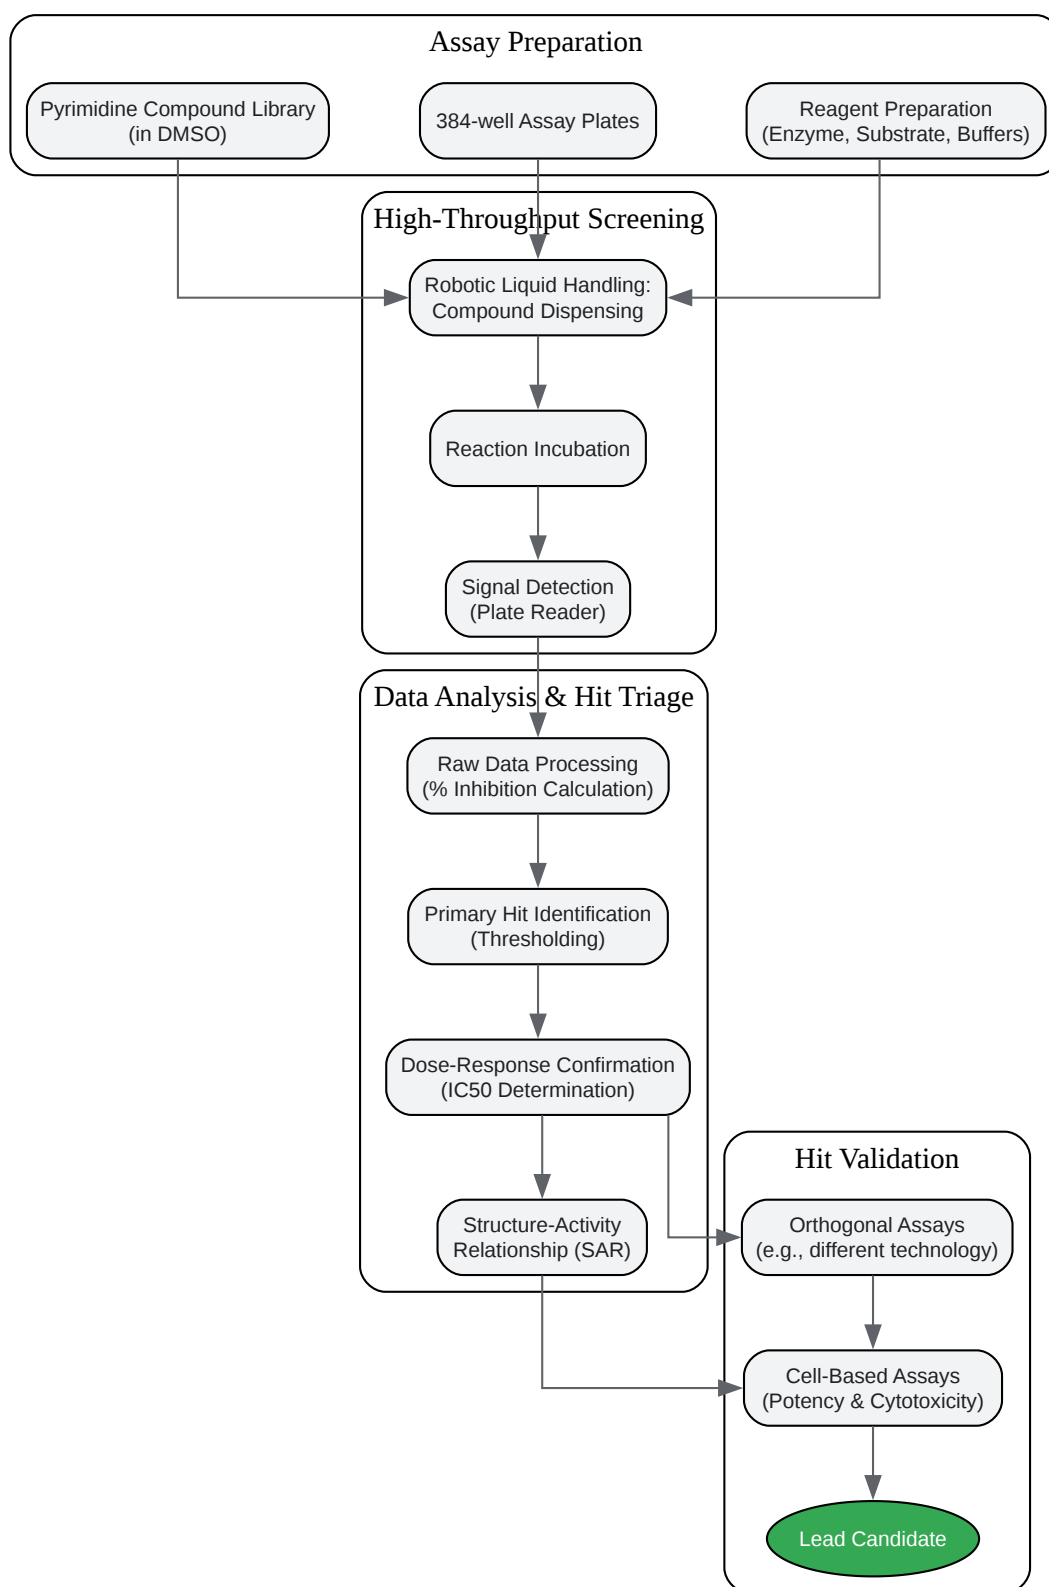 Assay Preparation
Pyrimidine Compound Library
(in DMSO)
384-well Assay Plates
Reagent Preparation
(Enzyme, Substrate, Buffers)
High-Throughput Screening
Robotic Liquid Handling:
Compound Dispensing
Reaction Incubation
Signal Detection
(Plate Reader)
Data Analysis & Hit Triage
Raw Data Processing
(% Inhibition Calculation)
Primary Hit Identification
(Thresholding)
Dose-Response Confirmation
(IC50 Determination)
Structure-Activity
Relationship (SAR)
Hit Validation
Orthogonal Assays
(e.g., different technology)
Cell-Based Assays
(Potency & Cytotoxicity)
Lead Candidate